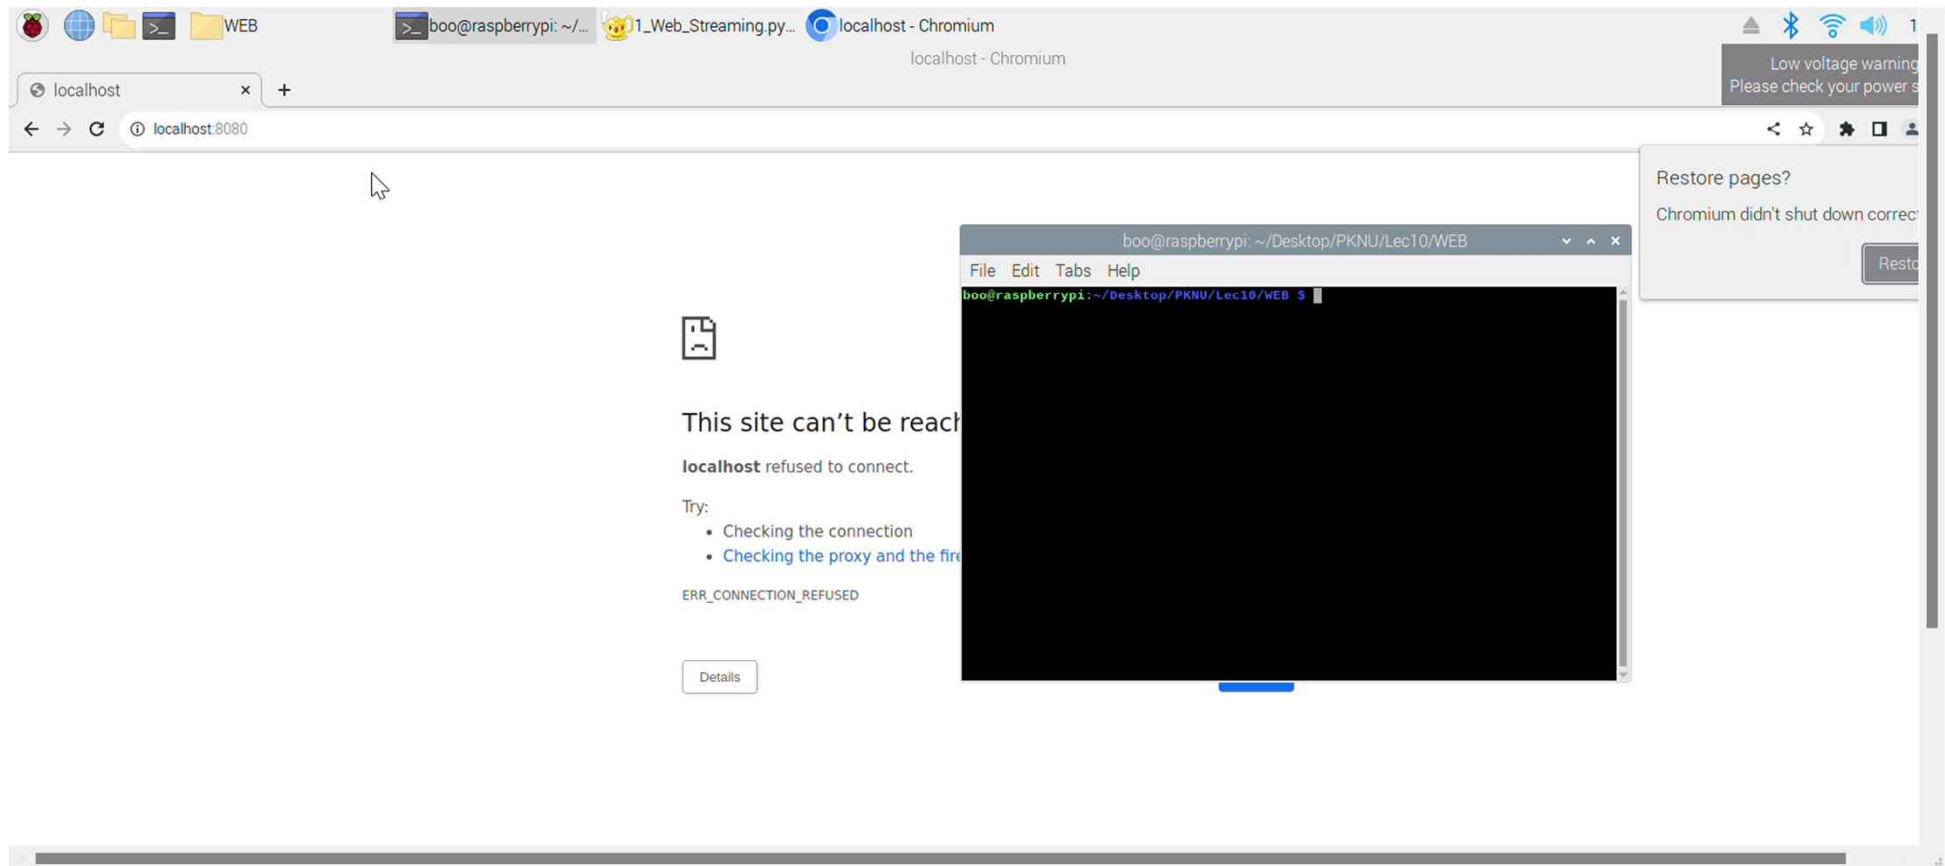 WEB
boo@raspberrypi: ~/...
1_Web_Streaming.py...
localhost - Chromium
localhost - Chromium
Low voltage warning
Please check your power s
localhost
localhost:8080
Restore pages?
Chromium didn't shut down correc
Resto
boo@raspberrypi: ~/Desktop/PKNU/Lec10/WEB
File Edit Tabs Help
boo@raspberrypi:~/Desktop/PKNU/Lec10/WEB $
This site can't be reach
localhost refused to connect.
Try:
• Checking the connection
• Checking the proxy and the fire
ERR_CONNECTION_REFUSED
Details